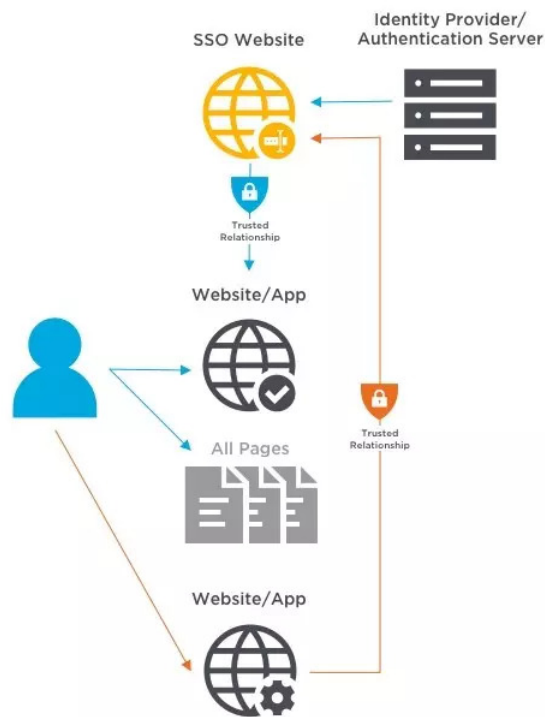 Identity Provider/
Authentication Server
SSO Website
Trusted
Relationship
Website/App
Trusted
Relationship
All Pages
Website/App